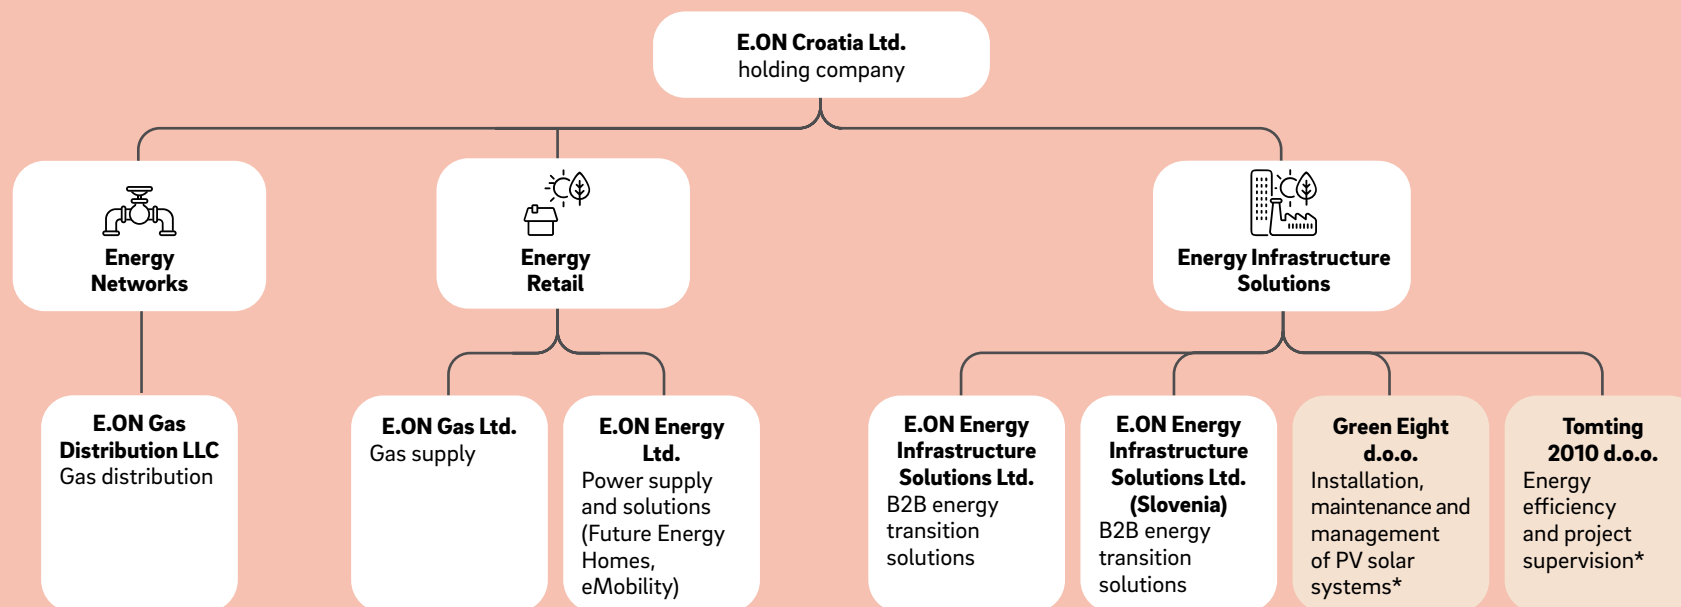 E.ON Croatia Ltd.
holding company
Energy
Networks
Energy
Retail
Energy Infrastructure
Solutions
E.ON Gas
Distribution LLC
Gas distribution
E.ON Gas Ltd.
Gas supply
E.ON Energy
Ltd.
Power supply
and solutions
(Future Energy
Homes,
eMobility)
E.ON Energy
Infrastructure
Solutions Ltd.
B2B energy
transition
solutions
E.ON Energy
Infrastructure
Solutions Ltd.
(Slovenia)
B2B energy
transition
solutions
Green Eight
d.o.o.
Installation,
maintenance and
management
of PV solar
systems*
Tomting
2010 d.o.o.
Energy
efficiency
and project
supervision*